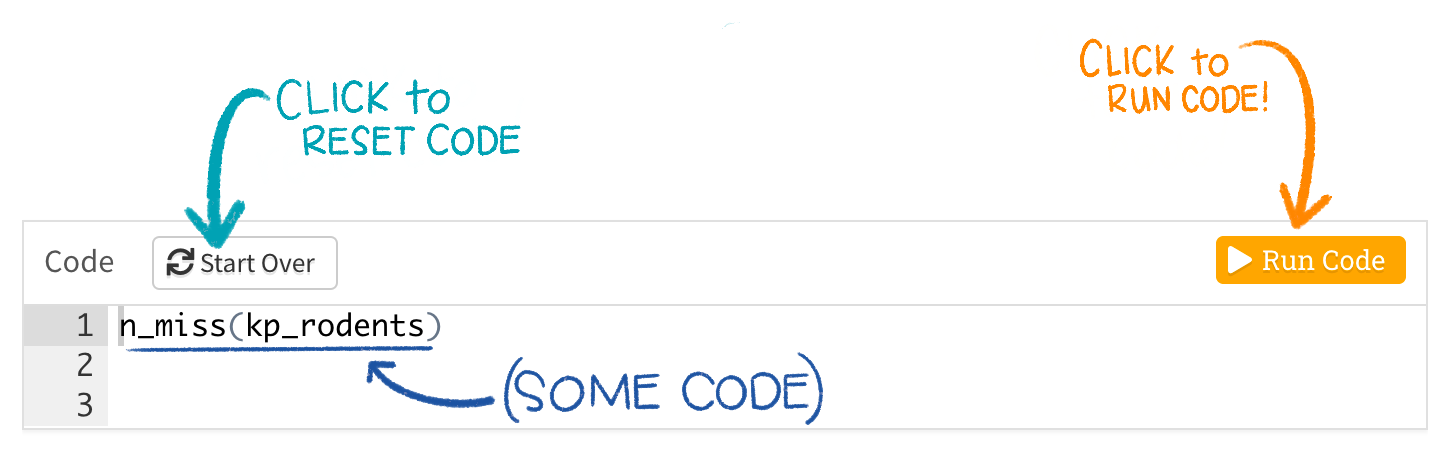 CLICK to
RESET CODE
CLICK to
RUN CODE!
Code
Start Over
Run Code
1 n_miss(kp_rodents)
2
3
(SOME CODE)